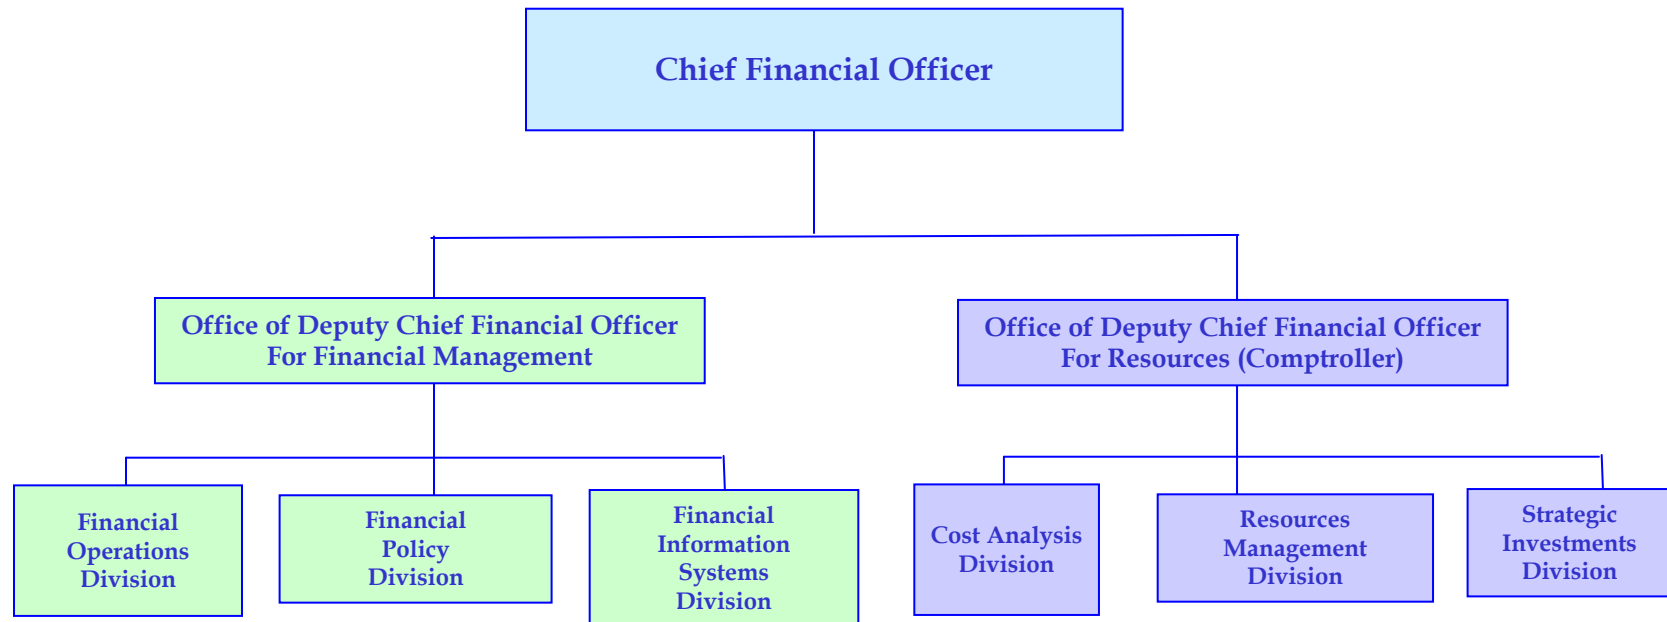 Chief Financial Officer
Office of Deputy Chief Financial Officer
For Financial Management
Office of Deputy Chief Financial Officer
For Resources (Comptroller)
Financial
Operations
Division
Financial
Policy
Division
Financial
Information
Systems
Division
Cost Analysis
Division
Resources
Management
Division
Strategic
Investments
Division